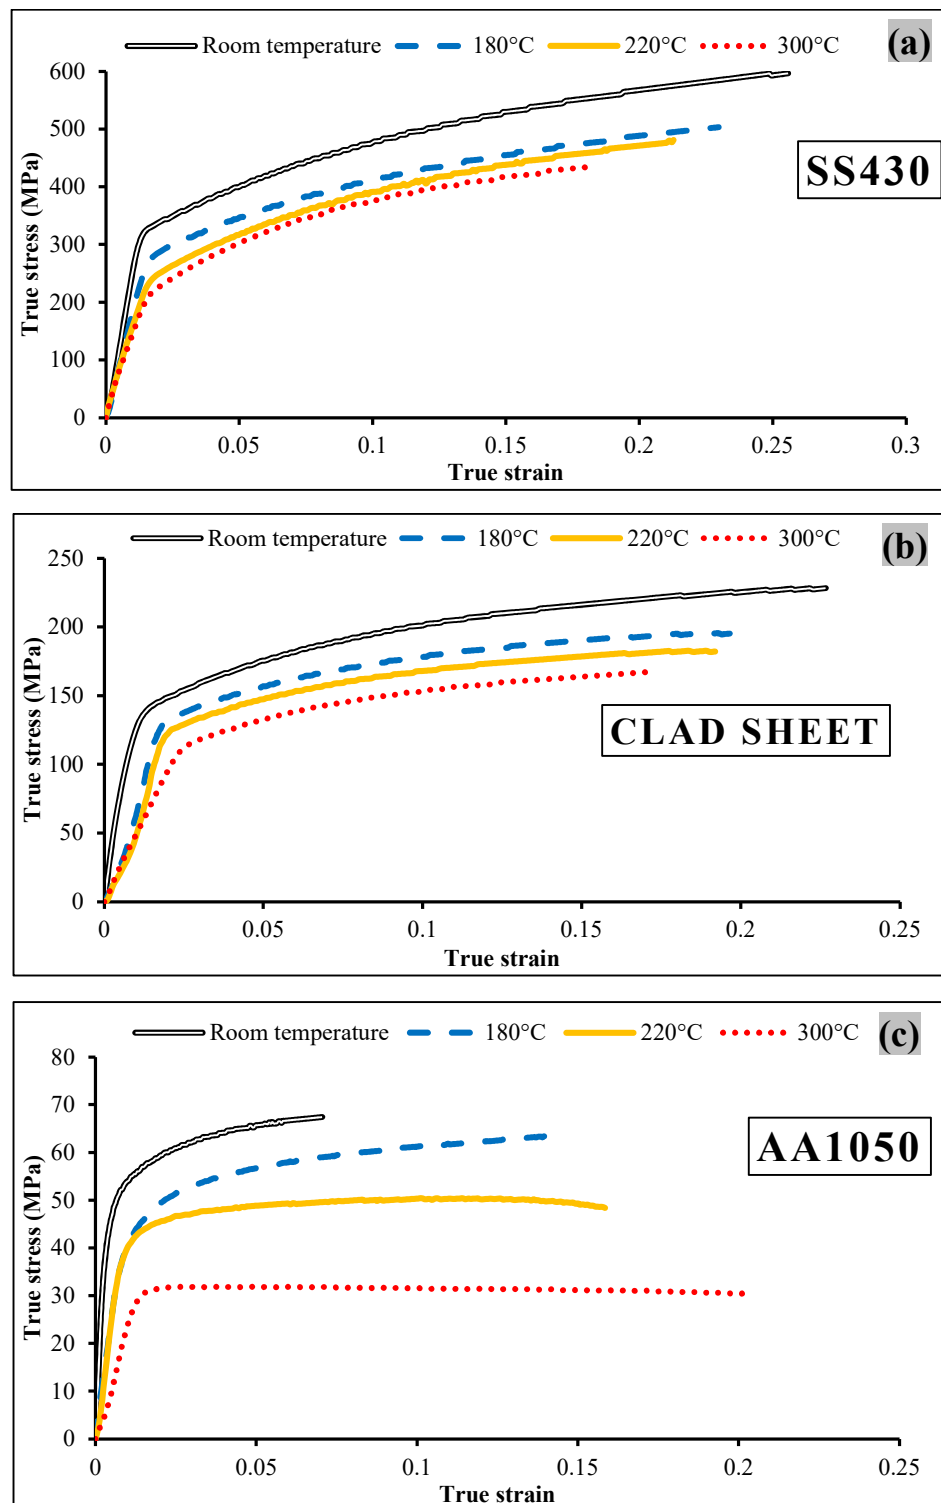 Room temperature 180°C 220°C 300°C (a)
600
500
400
300
200
100
0
True stress (MPa)
SS430
0 0.05 0.1 0.15 0.2 0.25 0.3
True strain
Room temperature 180°C 220°C 300°C (b)
250
200
150
100
50
0
True stress (MPa)
CLAD SHEET
0 0.05 0.1 0.15 0.2 0.25
True strain
Room temperature 180°C 220°C 300°C (c)
80
70
60
50
40
30
20
10
0
True stress (MPa)
AA1050
0 0.05 0.1 0.15 0.2 0.25
True strain